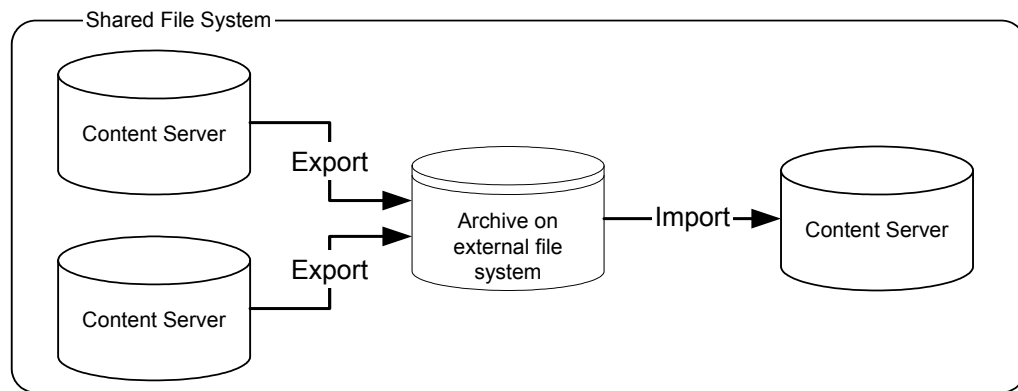 Shared File System
Content Server
Export
Archive on
external file
system
Import
Content Server
Export
Content Server